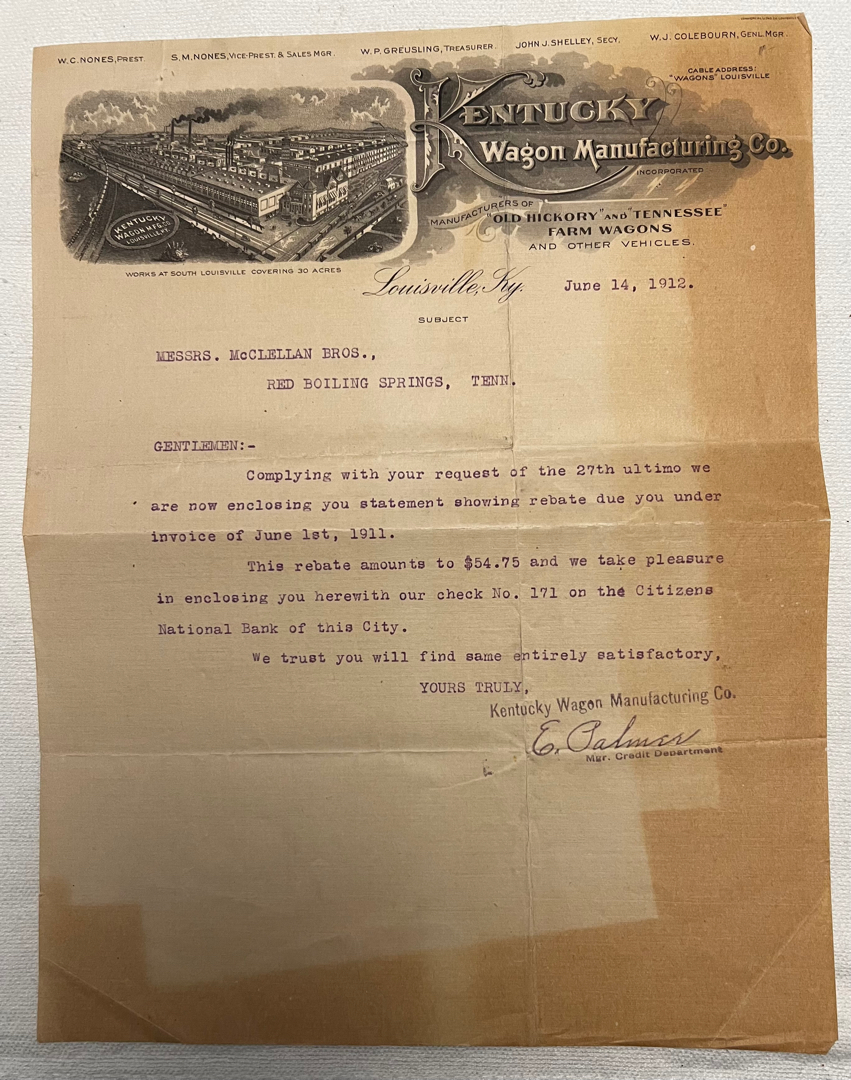 W.C. NONES, PREST. S.M. NONES, VICE-PREST. & SALES MGR. W.P. GREUSLING, TREASURER. JOHN J. SHELLEY, SECY. W.J. COLEBOURN, GENL. MGR.
CABLE ADDRESS:
"WAGONS" LOUISVILLE
KENTUCKY
Wagon Manufacturing Co.
INCORPORATED
MANUFACTURERS OF
"OLD HICKORY" AND "TENNESSEE"
FARM WAGONS
AND OTHER VEHICLES.
KENTUCKY
WAGON MFG. CO.
LOUISVILLE, KY.
WORKS AT SOUTH LOUISVILLE COVERING 30 ACRES
Louisville, Ky. June 14, 1912.
SUBJECT
MESSRS. McCLELLAN BROS.,
RED BOILING SPRINGS, TENN.
GENTLEMEN:-
Complying with your request of the 27th ultimo we
are now enclosing you statement showing rebate due you under
invoice of June 1st, 1911.
This rebate amounts to $54.75 and we take pleasure
in enclosing you herewith our check No. 171 on the Citizens
National Bank of this City.
We trust you will find same entirely satisfactory,
YOURS TRULY,
Kentucky Wagon Manufacturing Co.
E. Palmer
Mgr. Credit Department